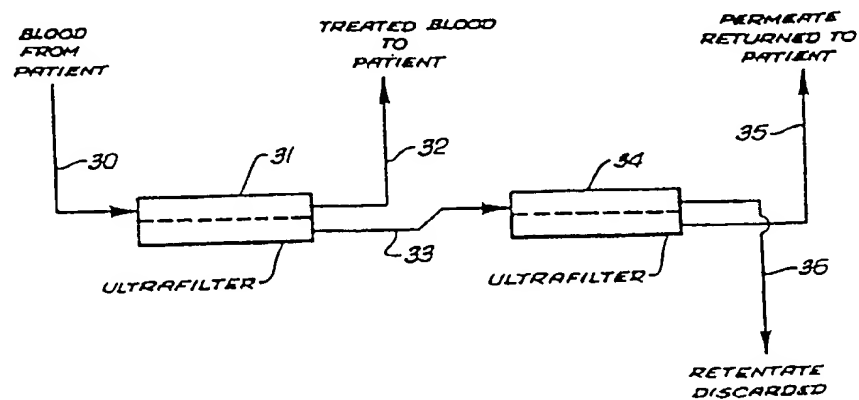 BLOOD
FROM
PATIENT
TREATED BLOOD
TO
PATIENT
PERMEATE
RETURNED TO
PATIENT
30
31
32
33
34
35
36
ULTRAFILTER
ULTRAFILTER
RETENTATE
DISCARDED